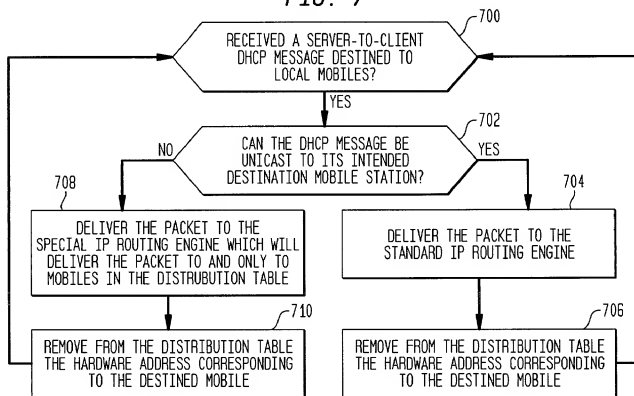 FIG. 7
700
RECEIVED A SERVER-TO-CLIENT
DHCP MESSAGE DESTINED TO
LOCAL MOBILES?
YES
702
CAN THE DHCP MESSAGE BE
UNICAST TO ITS INTENDED
DESTINATION MOBILE STATION?
NO
YES
708
DELIVER THE PACKET TO THE
SPECIAL IP ROUTING ENGINE WHICH WILL
DELIVER THE PACKET TO AND ONLY TO
MOBILES IN THE DISTRUBUTION TABLE
704
DELIVER THE PACKET TO THE
STANDARD IP ROUTING ENGINE
710
REMOVE FROM THE DISTRIBUTION TABLE
THE HARDWARE ADDRESS CORRESPONDING
TO THE DESTINED MOBILE
706
REMOVE FROM THE DISTRIBUTION TABLE
THE HARDWARE ADDRESS CORRESPONDING
TO THE DESTINED MOBILE